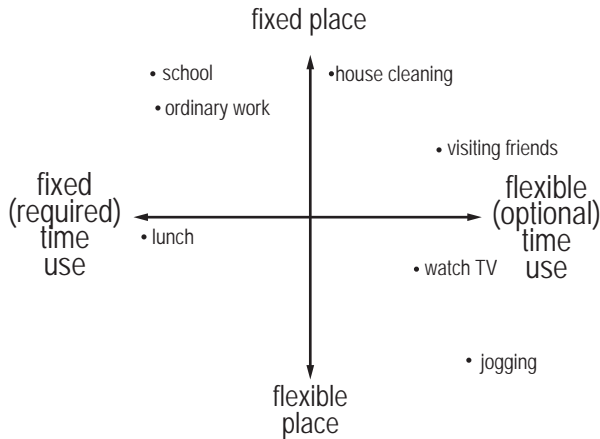 fixed place
• school
• house cleaning
• ordinary work
• visiting friends
fixed
(required)
time
use
flexible
(optional)
time
use
• lunch
• watch TV
• jogging
flexible
place